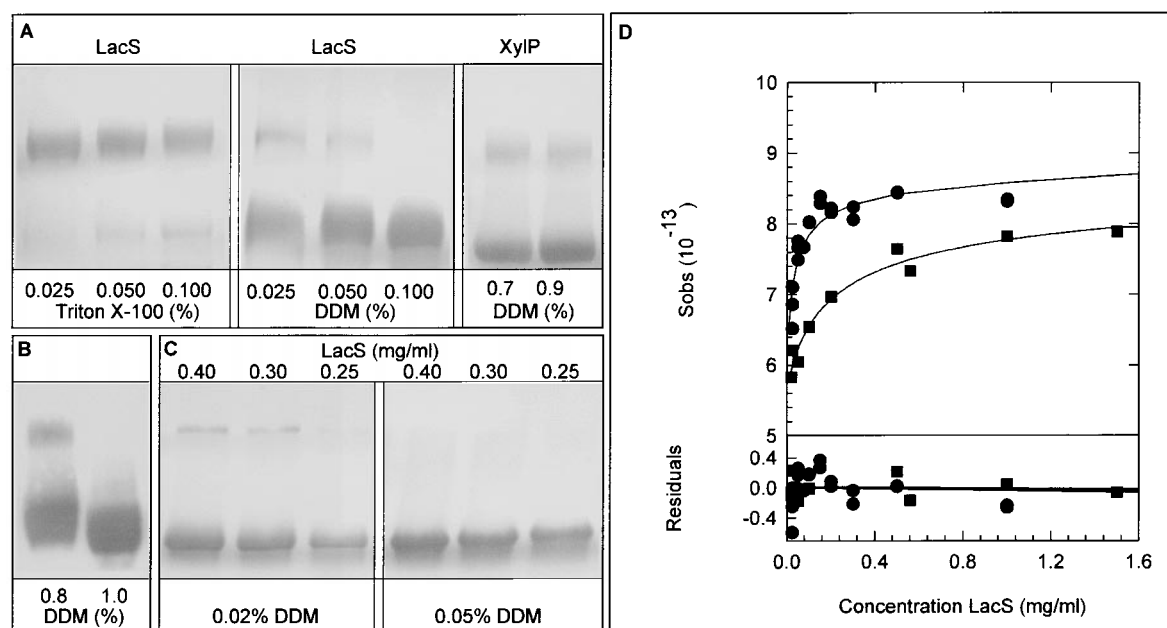 A
LacS
LacS
XylP
0.025 0.050 0.100
Triton X-100 (%)
0.025 0.050 0.100
DDM (%)
0.7 0.9
DDM (%)
B
0.8 1.0
DDM (%)
C
LacS (mg/ml)
0.40 0.30 0.25
0.40 0.30 0.25
0.02% DDM
0.05% DDM
D
Sobs (10^-13)
10
9
8
7
6
5
Residuals
0.4
0.0
-0.4
0.0 0.4 0.8 1.2 1.6
Concentration LacS (mg/ml)